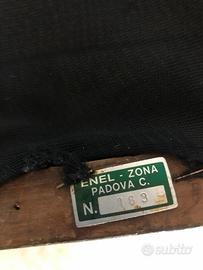 ENEL - ZONA
PADOVA C.
N. 163
subito